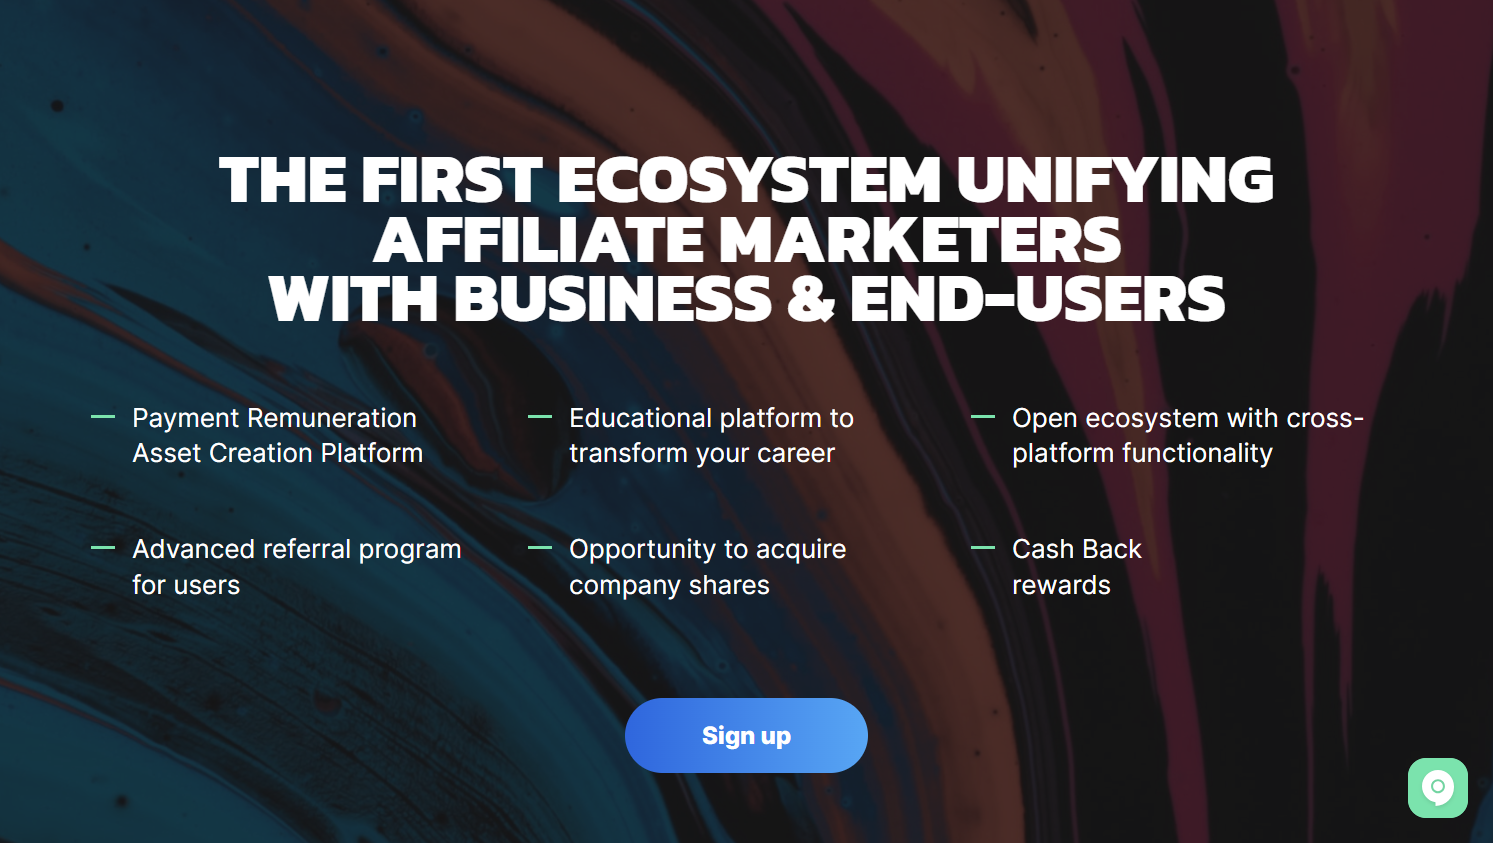 THE FIRST ECOSYSTEM UNIFYING
AFFILIATE MARKETERS
WITH BUSINESS & END-USERS
Payment Remuneration
Asset Creation Platform
Educational platform to
transform your career
Open ecosystem with cross-
platform functionality
Advanced referral program
for users
Opportunity to acquire
company shares
Cash Back
rewards
Sign up